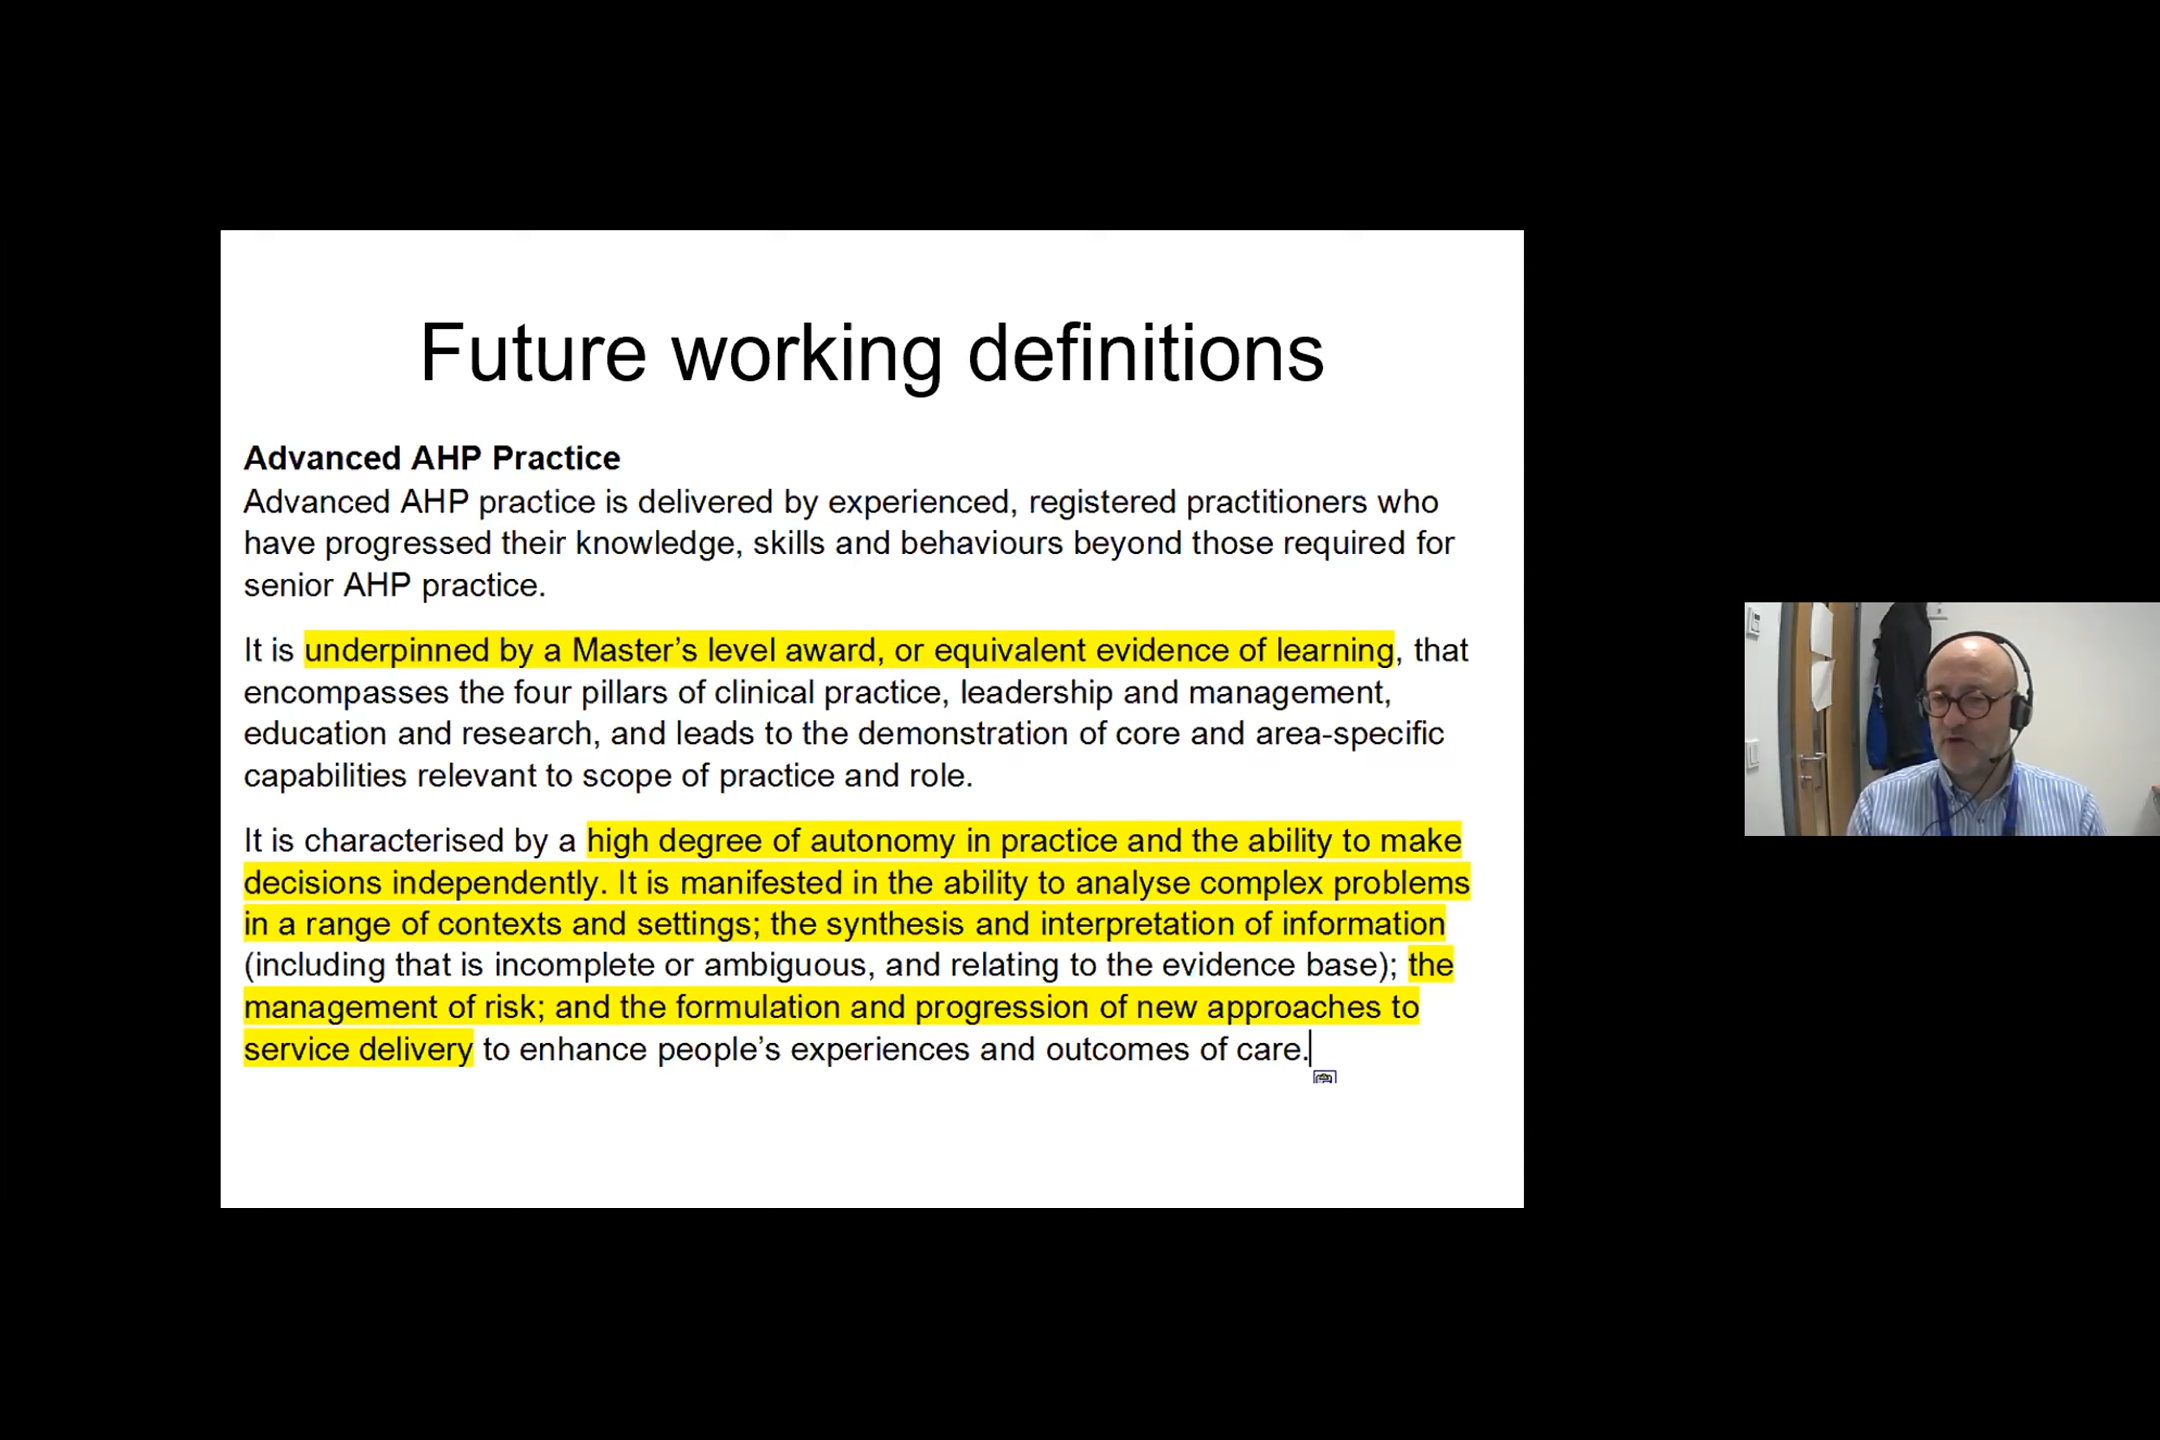 Future working definitions
Advanced AHP Practice
Advanced AHP practice is delivered by experienced, registered practitioners who
have progressed their knowledge, skills and behaviours beyond those required for
senior AHP practice.
It is underpinned by a Master’s level award, or equivalent evidence of learning, that
encompasses the four pillars of clinical practice, leadership and management,
education and research, and leads to the demonstration of core and area-specific
capabilities relevant to scope of practice and role.
It is characterised by a high degree of autonomy in practice and the ability to make
decisions independently. It is manifested in the ability to analyse complex problems
in a range of contexts and settings; the synthesis and interpretation of information
(including that is incomplete or ambiguous, and relating to the evidence base); the
management of risk; and the formulation and progression of new approaches to
service delivery to enhance people’s experiences and outcomes of care.